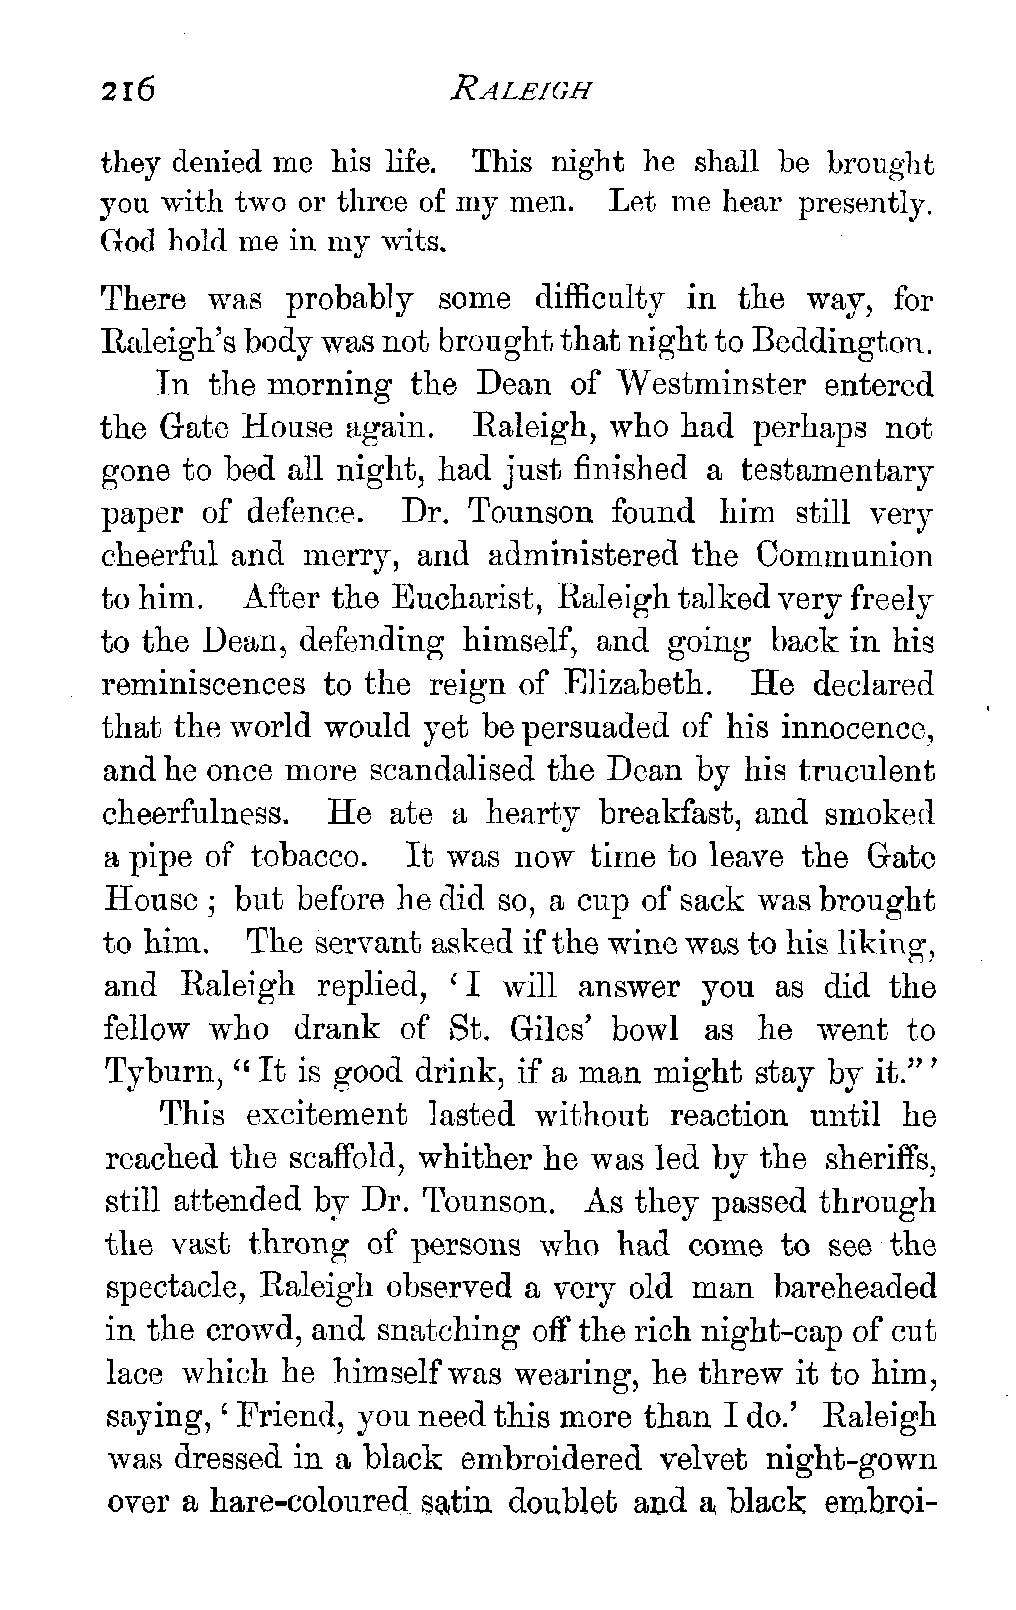 216 RALEIGH
they denied me his life. This night he shall be brought
you with two or three of my men. Let me hear presently.
God hold me in my wits.
There was probably some difficulty in the way, for
Raleigh's body was not brought that night to Beddington.
In the morning the Dean of Westminster entered
the Gate House again. Raleigh, who had perhaps not
gone to bed all night, had just finished a testamentary
paper of defence. Dr. Tounson found him still very
cheerful and merry, and administered the Communion
to him. After the Eucharist, Raleigh talked very freely
to the Dean, defending himself, and going back in his
reminiscences to the reign of Elizabeth. He declared
that the world would yet be persuaded of his innocence,
and he once more scandalised the Dean by his truculent
cheerfulness. He ate a hearty breakfast, and smoked
a pipe of tobacco. It was now time to leave the Gate
House ; but before he did so, a cup of sack was brought
to him. The servant asked if the wine was to his liking,
and Raleigh replied, ‘I will answer you as did the
fellow who drank of St. Giles’ bowl as he went to
Tyburn, “It is good drink, if a man might stay by it.”’
This excitement lasted without reaction until he
reached the scaffold, whither he was led by the sheriffs,
still attended by Dr. Tounson. As they passed through
the vast throng of persons who had come to see the
spectacle, Raleigh observed a very old man bareheaded
in the crowd, and snatching off the rich night-cap of cut
lace which he himself was wearing, he threw it to him,
saying, ‘Friend, you need this more than I do.’ Raleigh
was dressed in a black embroidered velvet night-gown
over a hare-coloured satin doublet and a black embroi-